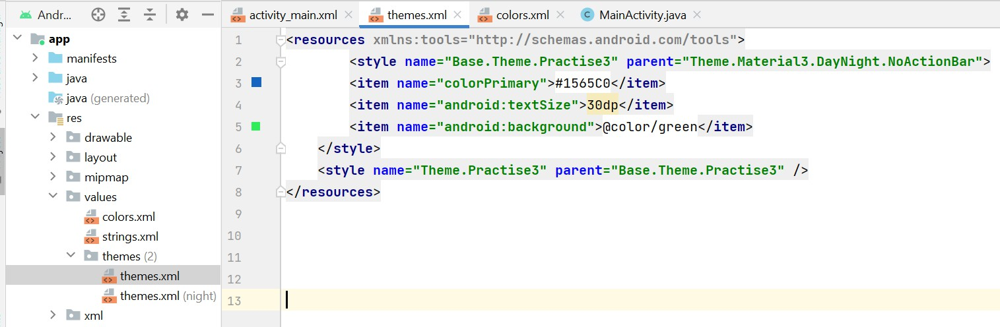 Andr...
app
manifests
java
java (generated)
res
drawable
layout
mipmap
values
colors.xml
strings.xml
themes (2)
themes.xml
themes.xml (night)
xml
activity_main.xml
themes.xml
colors.xml
C MainActivity.java
1 <resources xmlns:tools="http://schemas.android.com/tools">
2 <style name="Base.Theme.Practise3" parent="Theme.Material3.DayNight.NoActionBar">
3 <item name="colorPrimary">#1565C0</item>
4 <item name="android:textSize">30dp</item>
5 <item name="android:background">@color/green</item>
6 </style>
7 <style name="Theme.Practise3" parent="Base.Theme.Practise3" />
8 </resources>
9
10
11
12
13